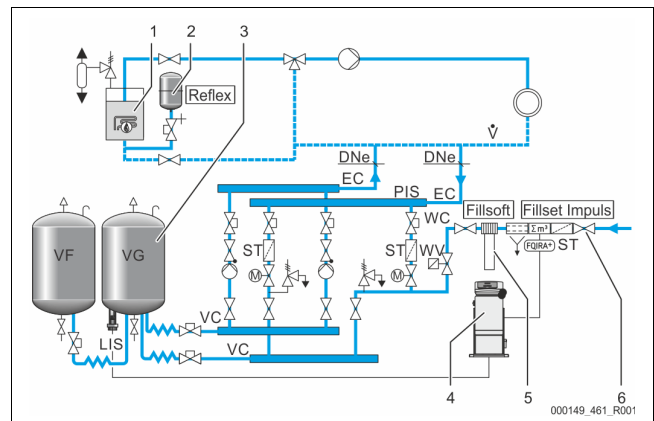 1
2
3
Reflex
V̇
DNe
DNe
EC
PIS
EC
WC
Fillsoft
Fillset Impuls
Σm³
FQIRA+
ST
ST
ST
WV
M
M
VF
VG
VC
VC
LIS
4
5
6
000149_461_R001